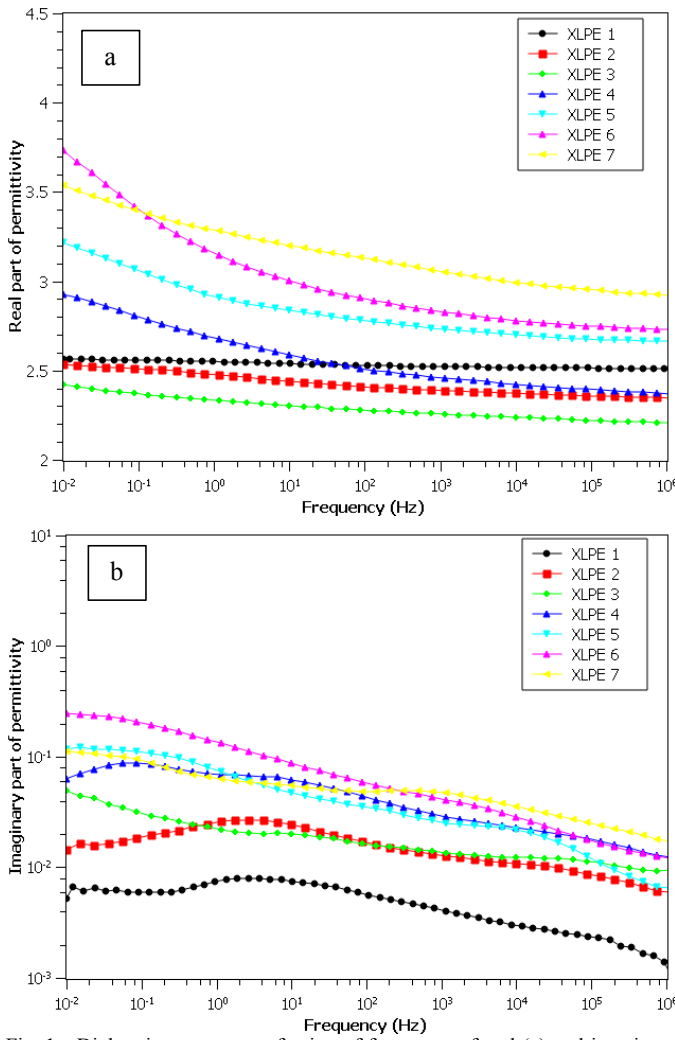 a
4.5
4
3.5
3
2.5
2
Real part of permittivity
10-2 10-1 100 101 102 103 104 105 106
Frequency (Hz)
XLPE 1
XLPE 2
XLPE 3
XLPE 4
XLPE 5
XLPE 6
XLPE 7
b
101
100
10-1
10-2
10-3
Imaginary part of permittivity
10-2 10-1 100 101 102 103 104 105 106
Frequency (Hz)
XLPE 1
XLPE 2
XLPE 3
XLPE 4
XLPE 5
XLPE 6
XLPE 7